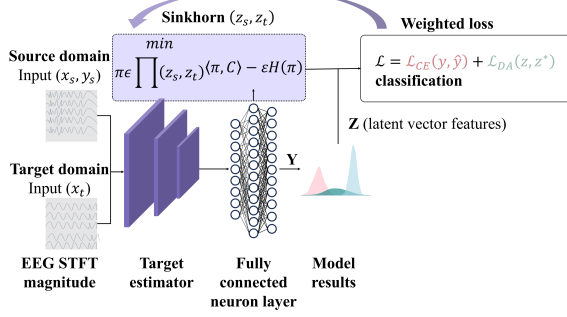 Sinkhorn (z_s, z_t)
Weighted loss
Source domain
Input (x_s, y_s)
min
πϵ ∏(z_s, z_t)⟨π, C⟩ − εH(π)
ℒ = ℒ_CE(y, ŷ) + ℒ_DA(z, z*)
classification
Z (latent vector features)
Target domain
Input (x_t)
Y
EEG STFT
magnitude
Target
estimator
Fully
connected
neuron layer
Model
results